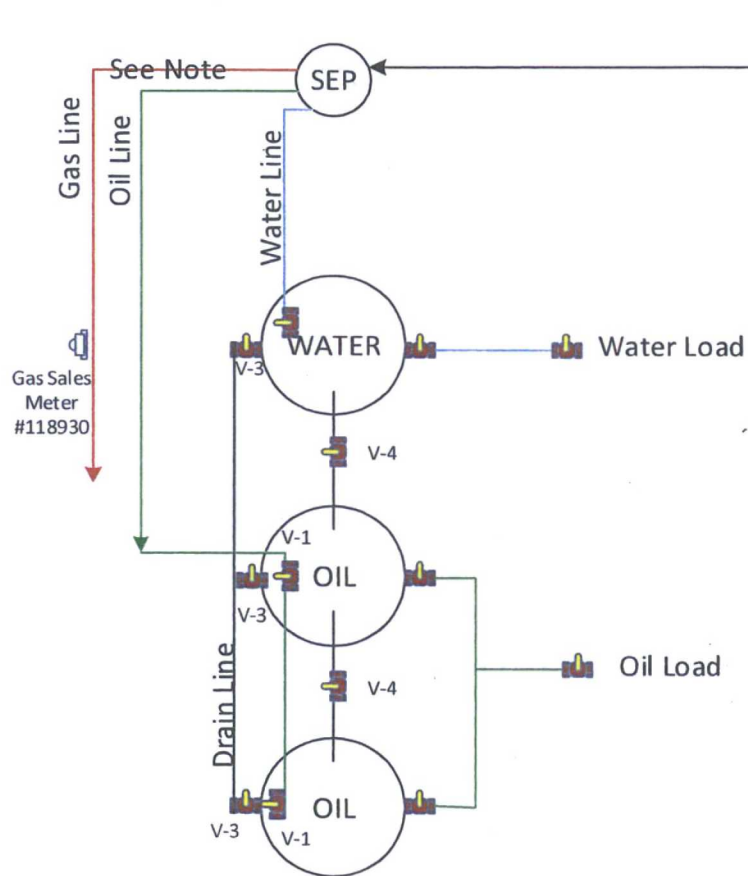 See Note
SEP
Gas Line
Oil Line
Water Line
WATER
Water Load
V-3
Gas Sales
Meter
#118930
V-4
V-1
OIL
V-3
V-4
Oil Load
Drain Line
OIL
V-3
V-1